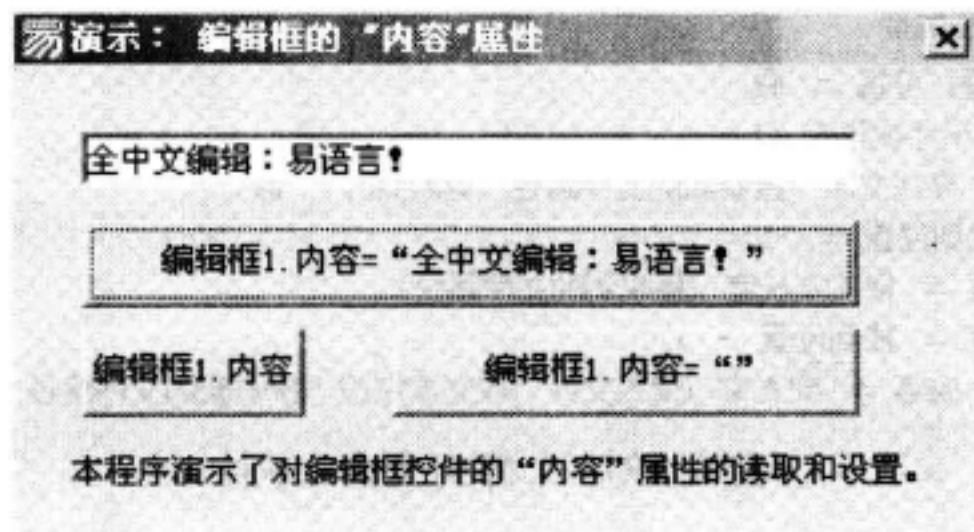 易演示： 编辑框的 “内容”属性
全中文编辑：易语言！
编辑框1.内容=“全中文编辑：易语言！”
编辑框1.内容 编辑框1.内容=“”
本程序演示了对编辑框控件的“内容”属性的读取和设置。